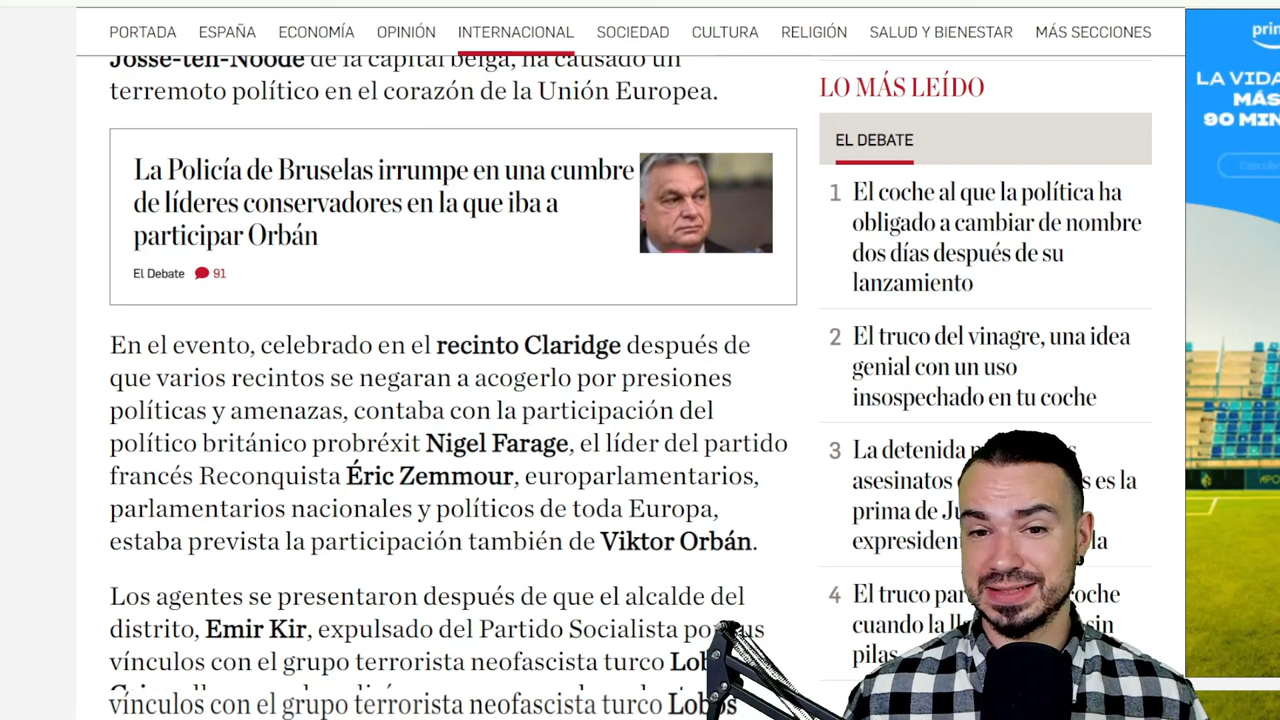 PORTADA ESPAÑA ECONOMÍA OPINIÓN INTERNACIONAL SOCIEDAD CULTURA RELIGIÓN SALUD Y BIENESTAR MÁS SECCIONES
Josse-ten-Noode de la capital belga, ha causado un
terremoto político en el corazón de la Unión Europea.
La Policía de Bruselas irrumpe en una cumbre
de líderes conservadores en la que iba a
participar Orbán
El Debate 91
En el evento, celebrado en el recinto Claridge después de
que varios recintos se negaran a acogerlo por presiones
políticas y amenazas, contaba con la participación del
político británico probréxit Nigel Farage, el líder del partido
francés Reconquista Éric Zemmour, europarlamentarios,
parlamentarios nacionales y políticos de toda Europa,
estaba prevista la participación también de Viktor Orbán.
Los agentes se presentaron después de que el alcalde del
distrito, Emir Kir, expulsado del Partido Socialista por sus
vínculos con el grupo terrorista neofascista turco
vínculos con el grupo terrorista neofascista turco Lobos
LO MÁS LEÍDO
EL DEBATE
1 El coche al que la política ha
obligado a cambiar de nombre
dos días después de su
lanzamiento
2 El truco del vinagre, una idea
genial con un uso
insospechado en tu coche
3 La detenida
asesinatos es la
prima de
la
4 El truco coche
cuando la sin
pilas
LA VIDA
MÁS
90 MIN